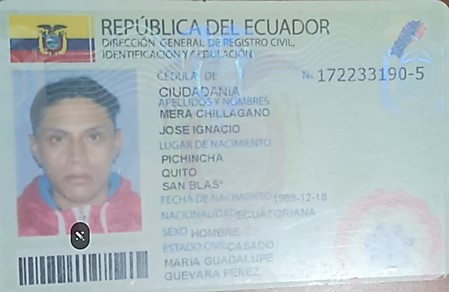 REPÚBLICA DEL ECUADOR
DIRECCIÓN GENERAL DE REGISTRO CIVIL,
IDENTIFICACIÓN Y CEDULACIÓN
CÉDULA DE No. 172233190-5
CIUDADANÍA
APELLIDOS Y NOMBRES
MERA CHILLAGANO
JOSE IGNACIO
LUGAR DE NACIMIENTO
PICHINCHA
QUITO
SAN BLAS
FECHA DE NACIMIENTO 1989-12-18
NACIONALIDAD ECUATORIANA
SEXO HOMBRE
ESTADO CIVIL CASADO
MARIA GUADALUPE
GUEVARA PEREZ